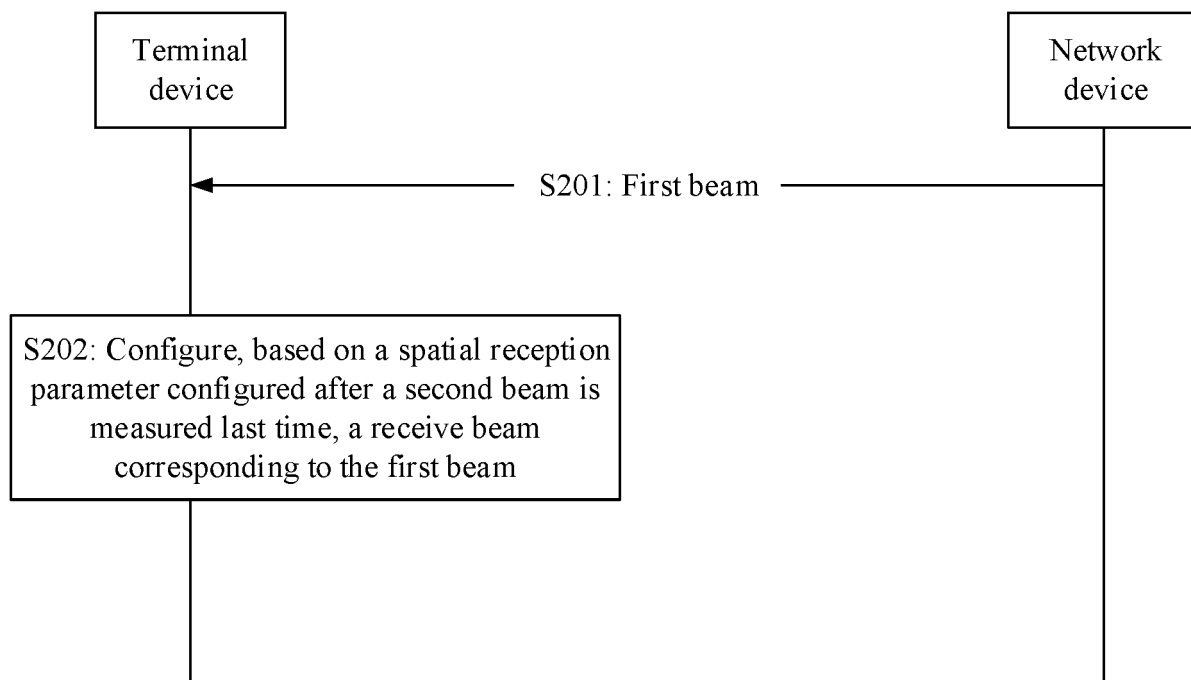 Terminal
device
Network
device
S201: First beam
S202: Configure, based on a spatial reception
parameter configured after a second beam is
measured last time, a receive beam
corresponding to the first beam